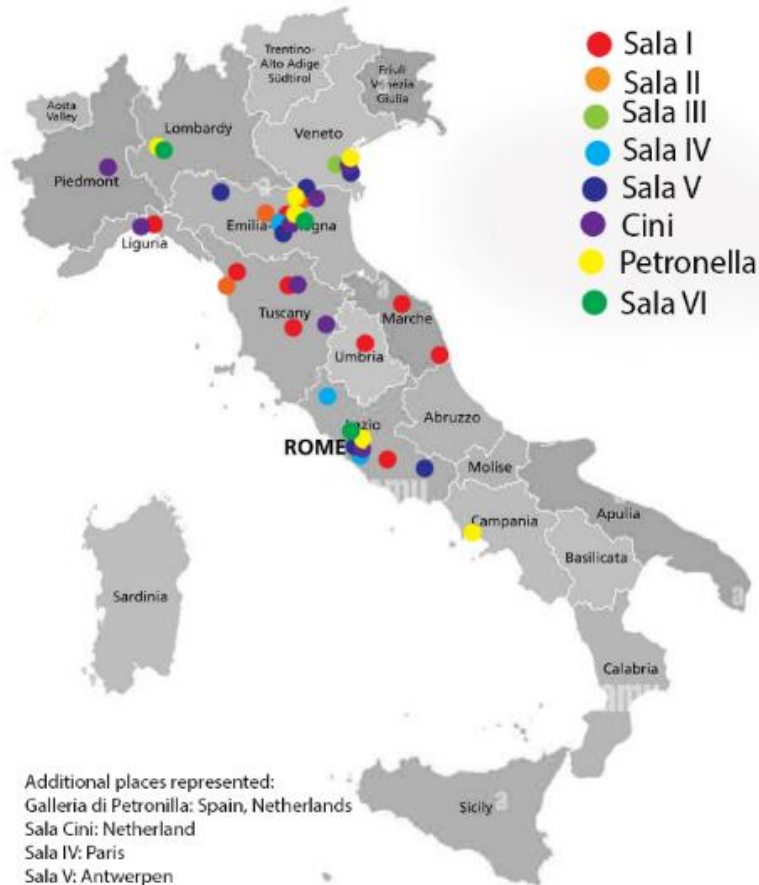 Trentino-
Alto Adige
Südtirol
Friuli
Venezia
Giulia
Aosta
Valley
Lombardy
Veneto
Piedmont
Emilia-
Liguria
Tuscany
Marche
Umbria
Abruzzo
ROME
Molise
Campania
Apulia
Basilicata
Sardinia
Calabria
Sicily
Sala I
Sala II
Sala III
Sala IV
Sala V
Cini
Petronella
Sala VI
Additional places represented:
Galleria di Petronilla: Spain, Netherlands
Sala Cini: Netherland
Sala IV: Paris
Sala V: Antwerpen